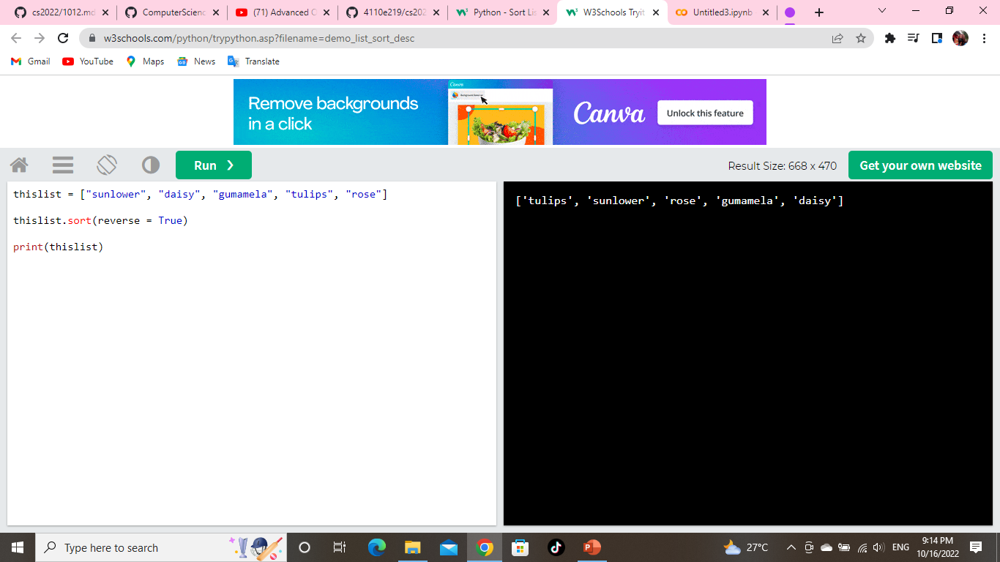 cs2022/1012.md
ComputerScienc
(71) Advanced C
4110e219/cs202
Python - Sort Lis
W3Schools Tryit
Untitled3.ipynb
w3schools.com/python/trypython.asp?filename=demo_list_sort_desc
Gmail
YouTube
Maps
News
Translate
Remove backgrounds
in a click
Canva
Canva
Unlock this feature
Run ❯
Result Size: 668 x 470
Get your own website
thislist = ["sunlower", "daisy", "gumamela", "tulips", "rose"]
thislist.sort(reverse = True)
print(thislist)
['tulips', 'sunlower', 'rose', 'gumamela', 'daisy']
Type here to search
27°C
ENG
9:14 PM
10/16/2022